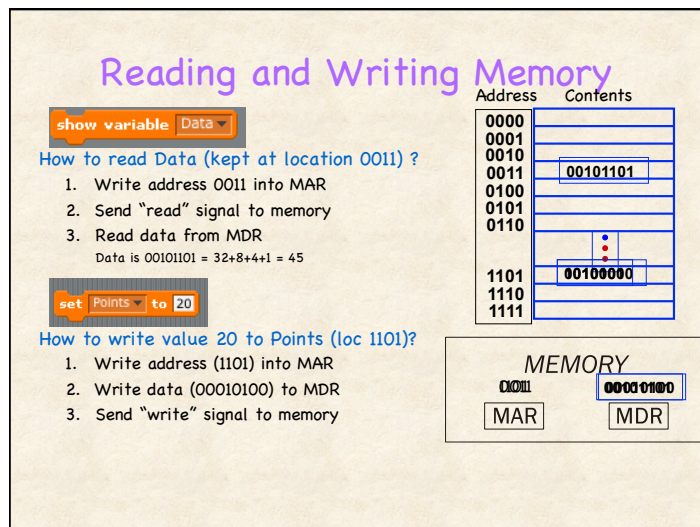 Reading and Writing Memory
show variable Data
How to read Data (kept at location 0011) ?
1. Write address 0011 into MAR
2. Send “read” signal to memory
3. Read data from MDR
Data is 00101101 = 32+8+4+1 = 45
set Points to 20
How to write value 20 to Points (loc 1101)?
1. Write address (1101) into MAR
2. Write data (00010100) to MDR
3. Send “write” signal to memory
Address Contents
0000
0001
0010
0011 00101101
0100
0101
0110
1101
1110
1111
MEMORY
MAR MDR